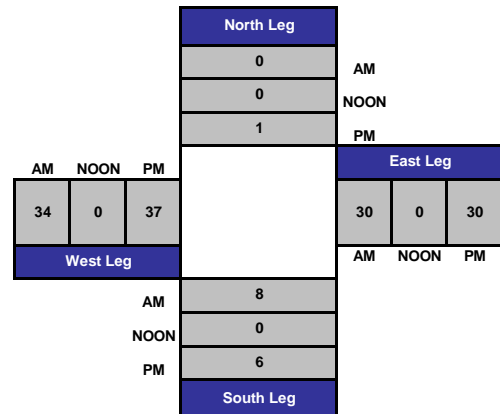 North Leg
0
AM
0
NOON
1
PM
East Leg
AM NOON PM
34 0 37
30 0 30
West Leg
AM NOON PM
AM
8
NOON
0
PM
6
South Leg